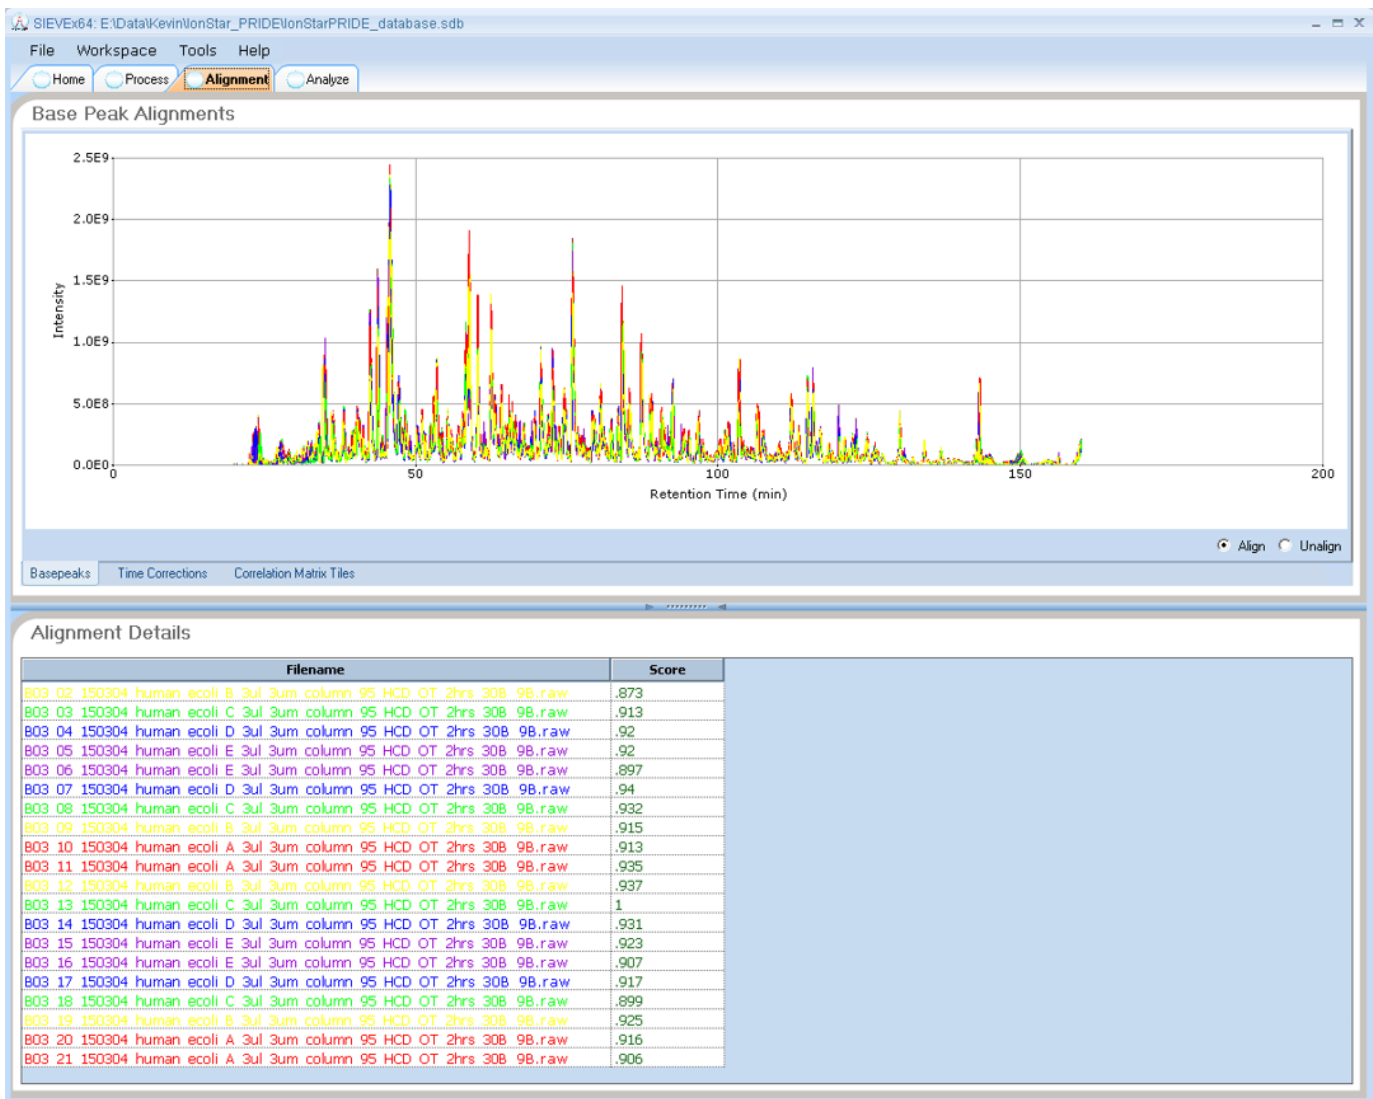 SIEVEx64: E:\Data\Kevin\IonStar_PRIDE\IonStarPRIDE_database.sdb
File Workspace Tools Help
Home Process Alignment Analyze
Base Peak Alignments
2.5E9
2.0E9
1.5E9
1.0E9
5.0E8
0.0E0
Intensity
0 50 100 150 200
Retention Time (min)
Align Unalign
Basepeaks Time Corrections Correlation Matrix Tiles
Alignment Details
Filename Score
B03_02_150304_human_ecoli_B_3ul_3um_column_95_HCD_OT_2hrs_30B_9B.raw .873
B03_03_150304_human_ecoli_C_3ul_3um_column_95_HCD_OT_2hrs_30B_9B.raw .913
B03_04_150304_human_ecoli_D_3ul_3um_column_95_HCD_OT_2hrs_30B_9B.raw .92
B03_05_150304_human_ecoli_E_3ul_3um_column_95_HCD_OT_2hrs_30B_9B.raw .92
B03_06_150304_human_ecoli_E_3ul_3um_column_95_HCD_OT_2hrs_30B_9B.raw .897
B03_07_150304_human_ecoli_D_3ul_3um_column_95_HCD_OT_2hrs_30B_9B.raw .94
B03_08_150304_human_ecoli_C_3ul_3um_column_95_HCD_OT_2hrs_30B_9B.raw .932
B03_09_150304_human_ecoli_B_3ul_3um_column_95_HCD_OT_2hrs_30B_9B.raw .915
B03_10_150304_human_ecoli_A_3ul_3um_column_95_HCD_OT_2hrs_30B_9B.raw .913
B03_11_150304_human_ecoli_A_3ul_3um_column_95_HCD_OT_2hrs_30B_9B.raw .935
B03_12_150304_human_ecoli_B_3ul_3um_column_95_HCD_OT_2hrs_30B_9B.raw .937
B03_13_150304_human_ecoli_C_3ul_3um_column_95_HCD_OT_2hrs_30B_9B.raw 1
B03_14_150304_human_ecoli_D_3ul_3um_column_95_HCD_OT_2hrs_30B_9B.raw .931
B03_15_150304_human_ecoli_E_3ul_3um_column_95_HCD_OT_2hrs_30B_9B.raw .923
B03_16_150304_human_ecoli_E_3ul_3um_column_95_HCD_OT_2hrs_30B_9B.raw .907
B03_17_150304_human_ecoli_D_3ul_3um_column_95_HCD_OT_2hrs_30B_9B.raw .917
B03_18_150304_human_ecoli_C_3ul_3um_column_95_HCD_OT_2hrs_30B_9B.raw .899
B03_19_150304_human_ecoli_B_3ul_3um_column_95_HCD_OT_2hrs_30B_9B.raw .925
B03_20_150304_human_ecoli_A_3ul_3um_column_95_HCD_OT_2hrs_30B_9B.raw .916
B03_21_150304_human_ecoli_A_3ul_3um_column_95_HCD_OT_2hrs_30B_9B.raw .906